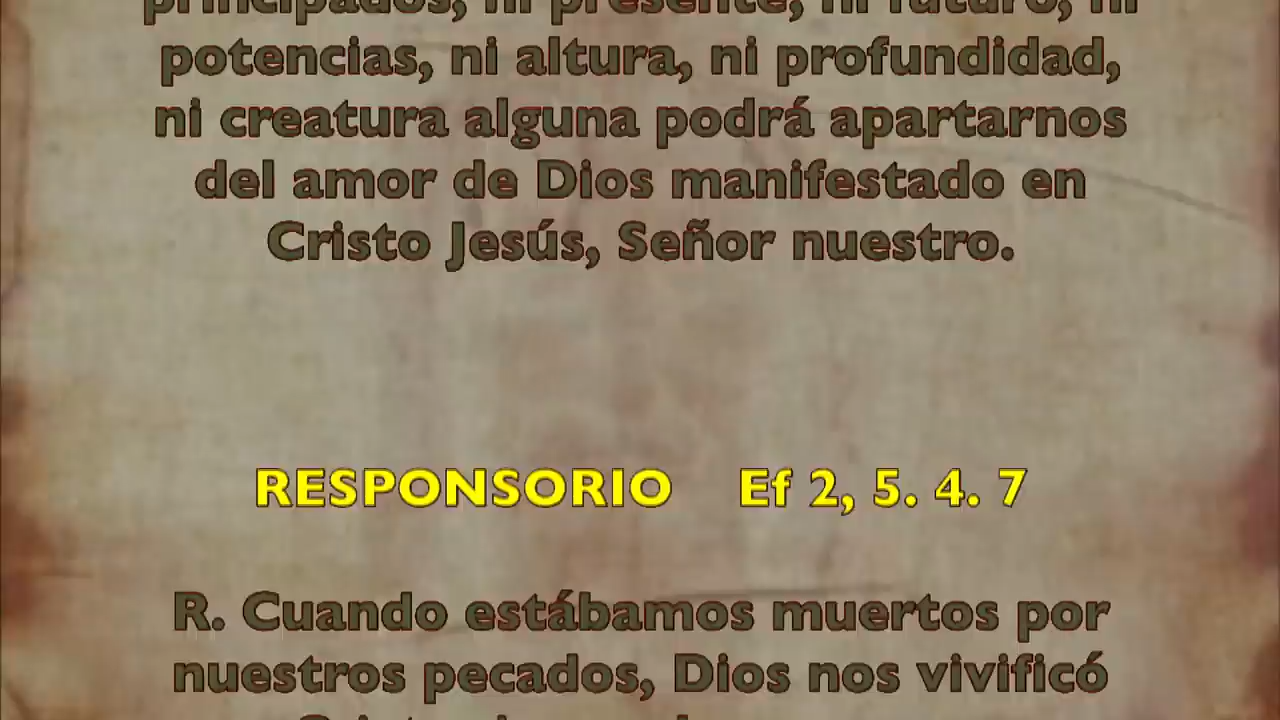 principados, ni presente, ni futuro, ni
potencias, ni altura, ni profundidad,
ni creatura alguna podrá apartarnos
del amor de Dios manifestado en
Cristo Jesús, Señor nuestro.
RESPONSORIO Ef 2, 5. 4. 7
R. Cuando estábamos muertos por
nuestros pecados, Dios nos vivificó